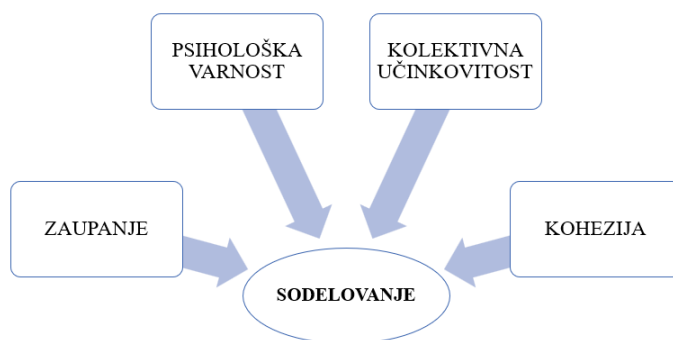 PSIHOLOŠKA
VARNOST
KOLEKTIVNA
UČINKOVITOST
ZAUPANJE
KOHEZIJA
SODELOVANJE